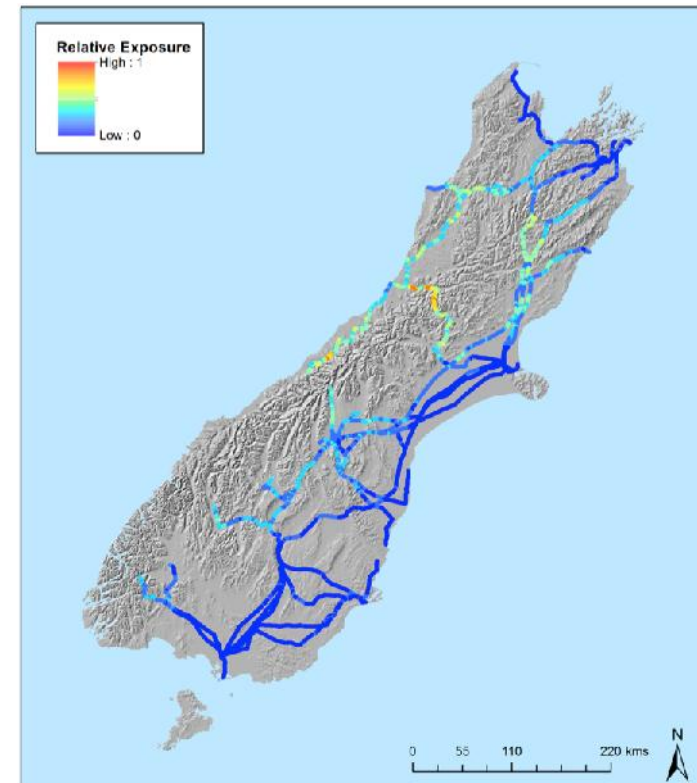 Relative Exposure
High : 1
Low : 0
N
0 55 110 220 kms